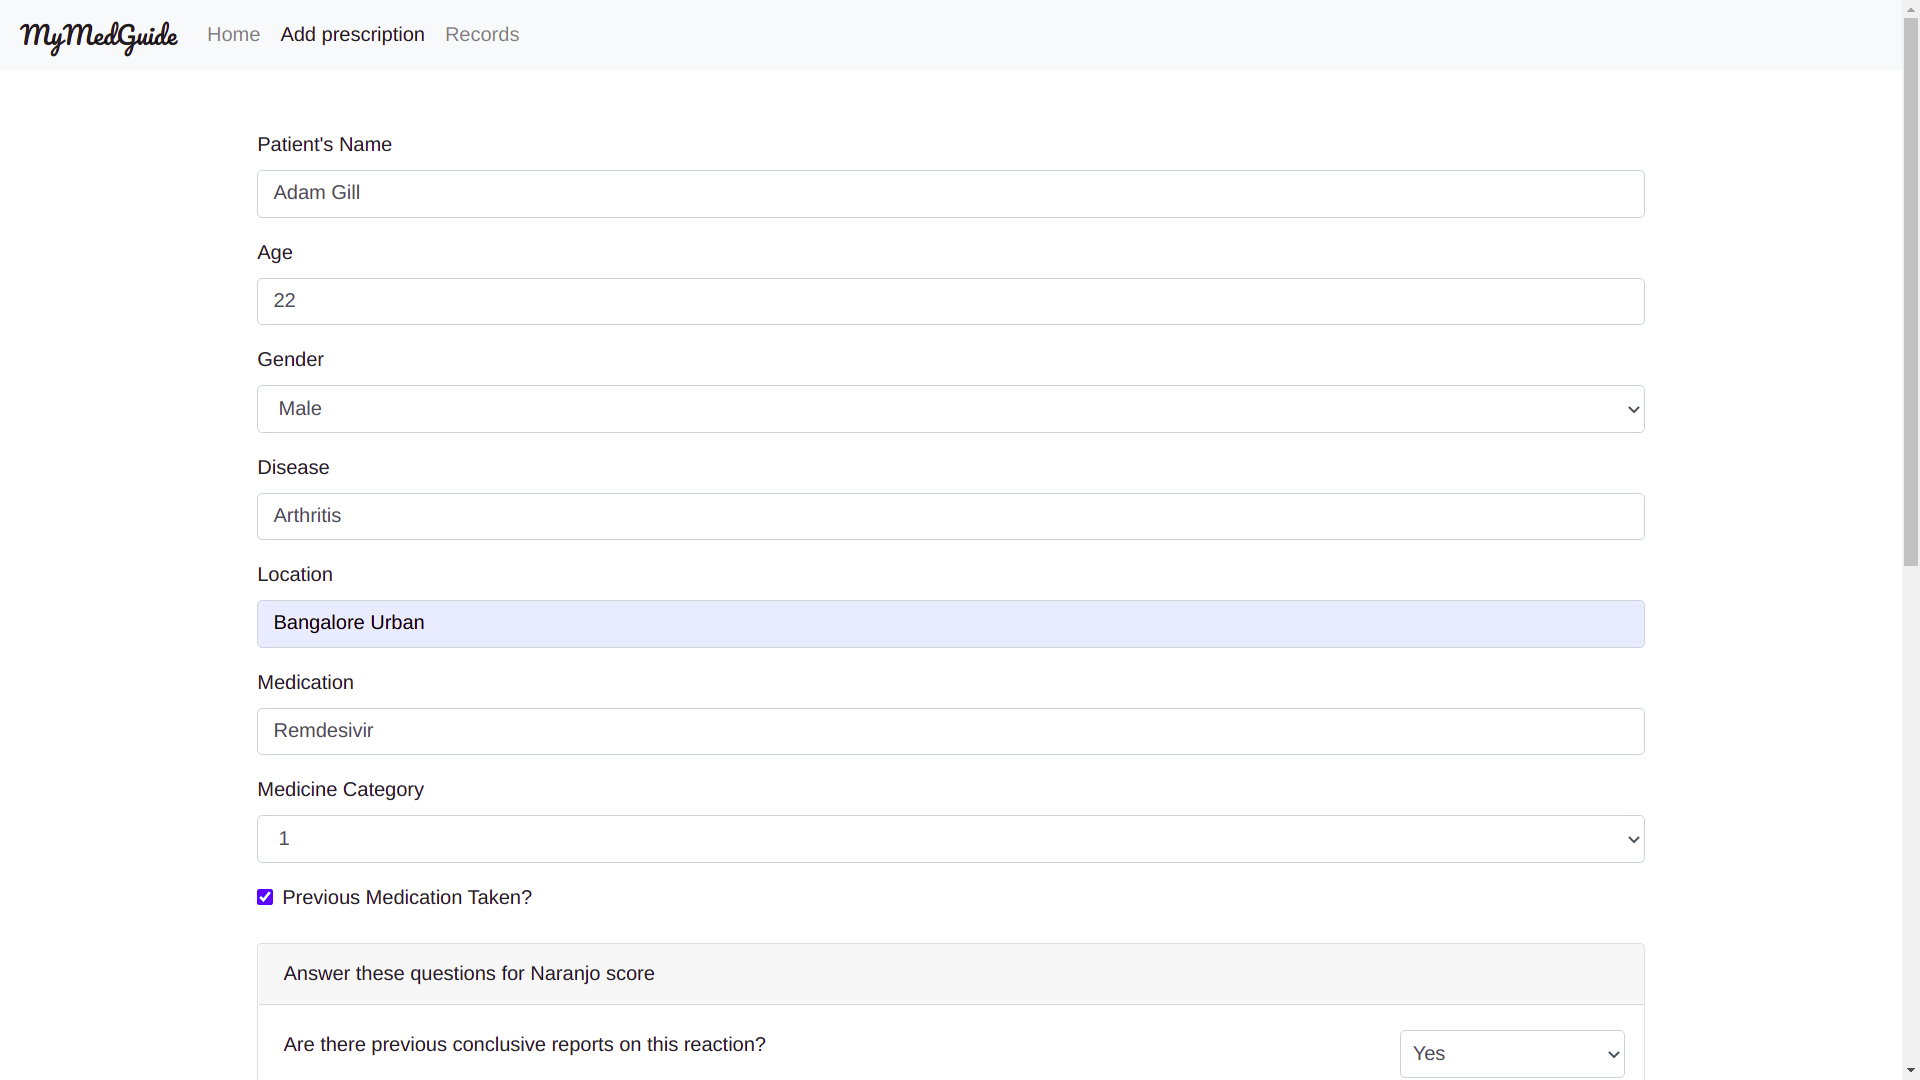 MyMedGuide Home Add prescription Records
Patient's Name
Adam Gill
Age
22
Gender
Male
Disease
Arthritis
Location
Bangalore Urban
Medication
Remdesivir
Medicine Category
1
Previous Medication Taken?
Answer these questions for Naranjo score
Are there previous conclusive reports on this reaction? Yes